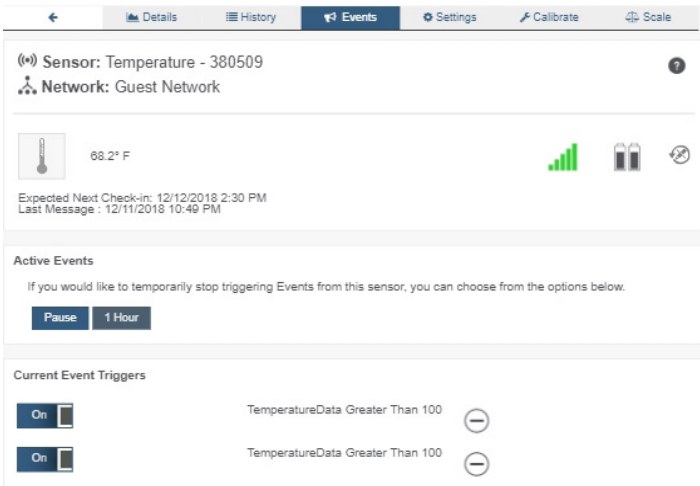 Details History Events Settings Calibrate Scale
Sensor: Temperature - 380509
Network: Guest Network
68.2° F
Expected Next Check-in: 12/12/2018 2:30 PM
Last Message : 12/11/2018 10:49 PM
Active Events
If you would like to temporarily stop triggering Events from this sensor, you can choose from the options below.
Pause 1 Hour
Current Event Triggers
On TemperatureData Greater Than 100
On TemperatureData Greater Than 100